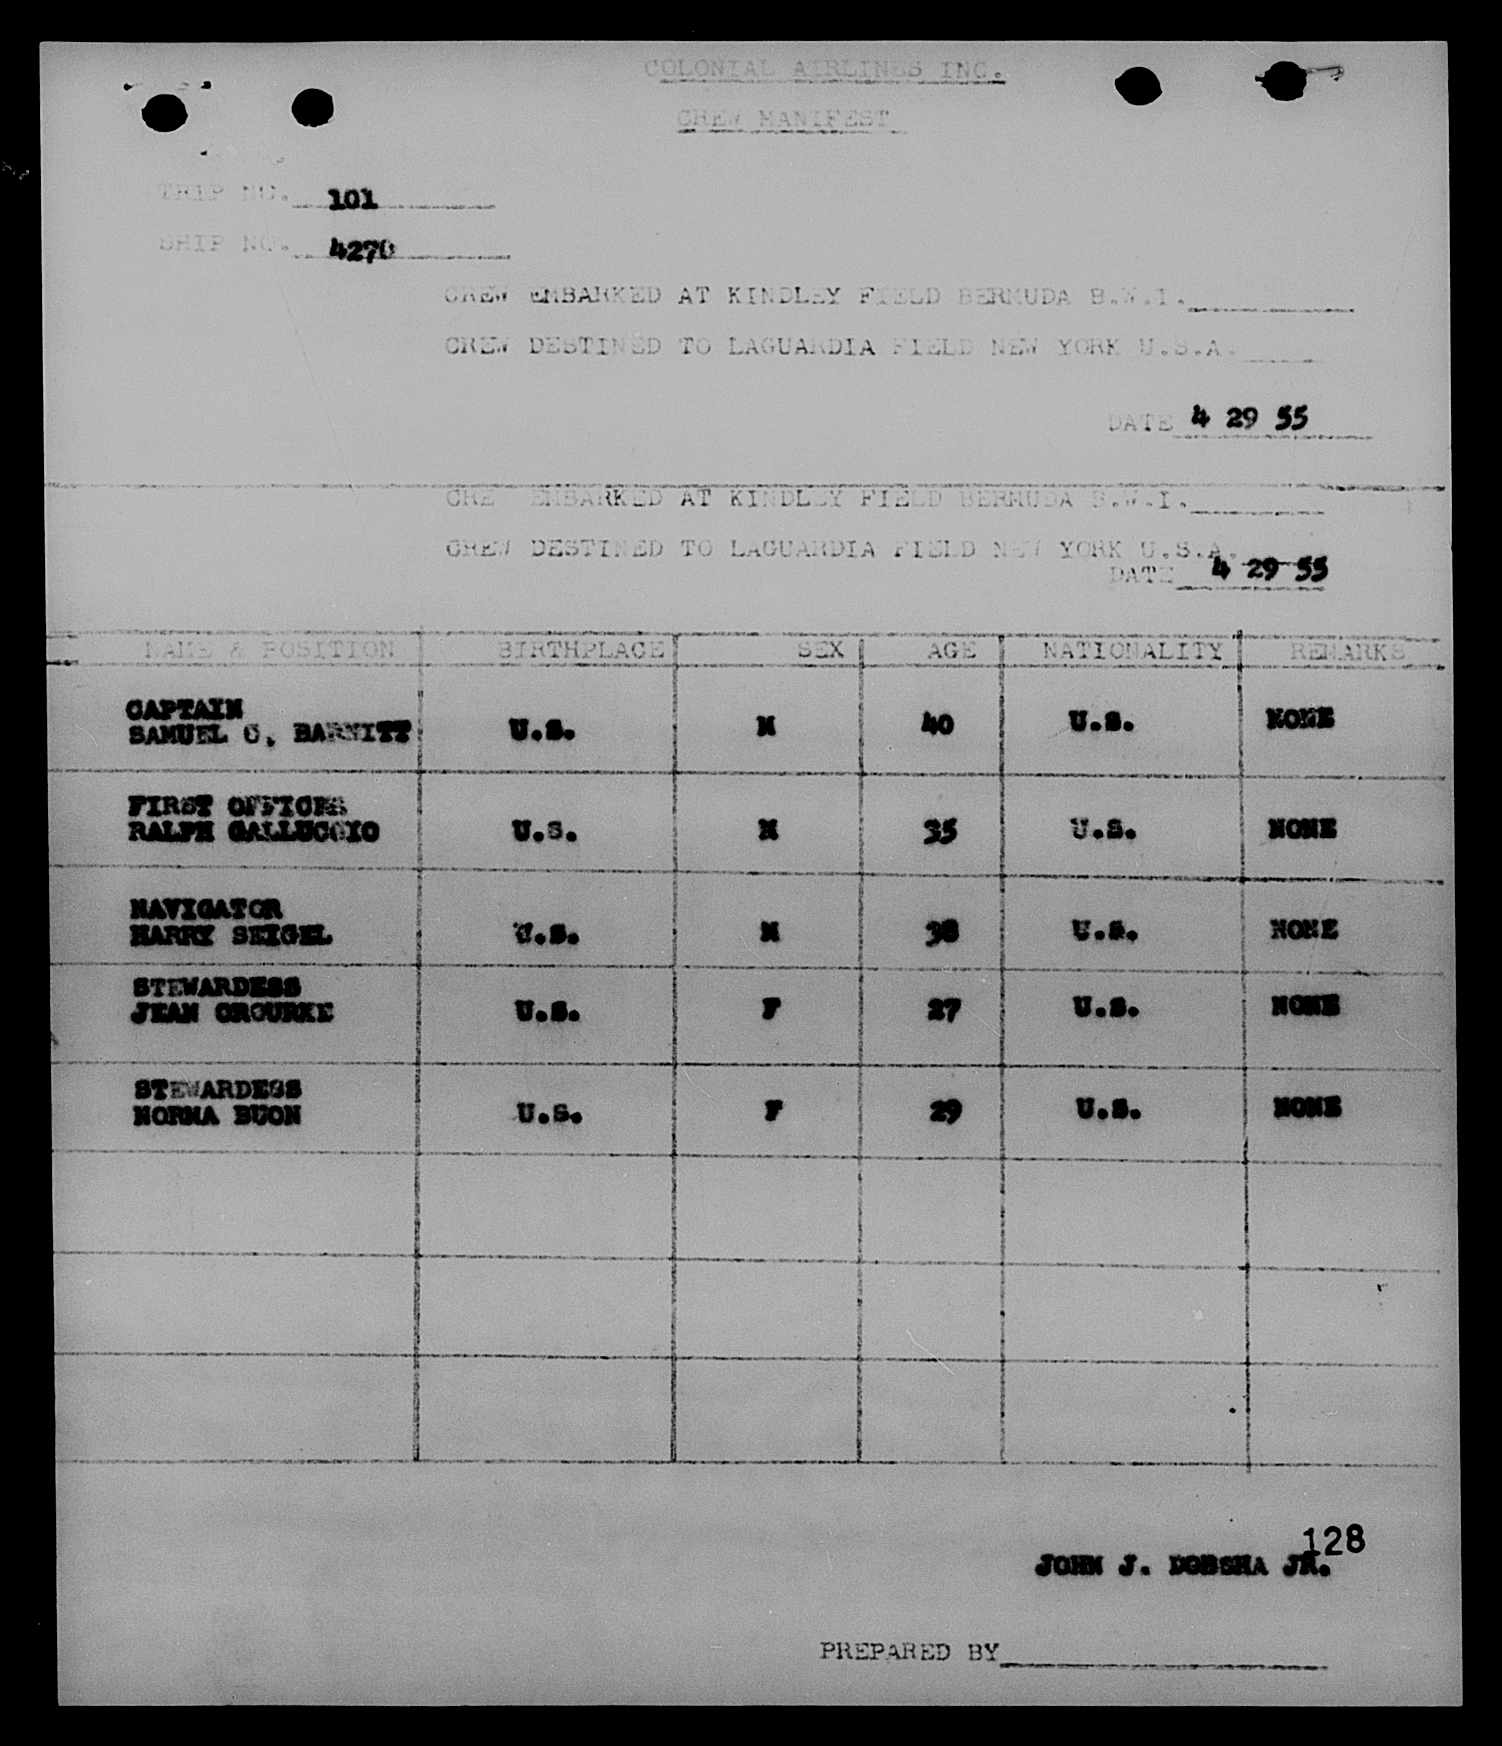 COLONIAL AIRLINES INC.
CREW MANIFEST
TRIP NO. 101
SHIP NO. 4270
CREW EMBARKED AT KINDLEY FIELD BERMUDA B.W.I.
CREW DESTINED TO LAGUARDIA FIELD NEW YORK U.S.A.
DATE 4 29 55
CRE EMBARKED AT KINDLEY FIELD BERMUDA B.W.I.
CREW DESTINED TO LAGUARDIA FIELD NEW YORK U.S.A.
DATE 4 29 55
NAME & POSITION BIRTHPLACE SEX AGE NATIONALITY REMARKS
CAPTAIN
SAMUEL C. BARNITT U.S. M 40 U.S. NONE
FIRST OFFICER
RALPH GALLUCCIO U.S. M 35 U.S. NONE
NAVIGATOR
HARRY SEIGEL U.S. M 38 U.S. NONE
STEWARDESS
JEAN OROURKE U.S. F 27 U.S. NONE
STEWARDESS
NORMA BUON U.S. F 29 U.S. NONE
128
JOHN J. DOBSHA JR.
PREPARED BY